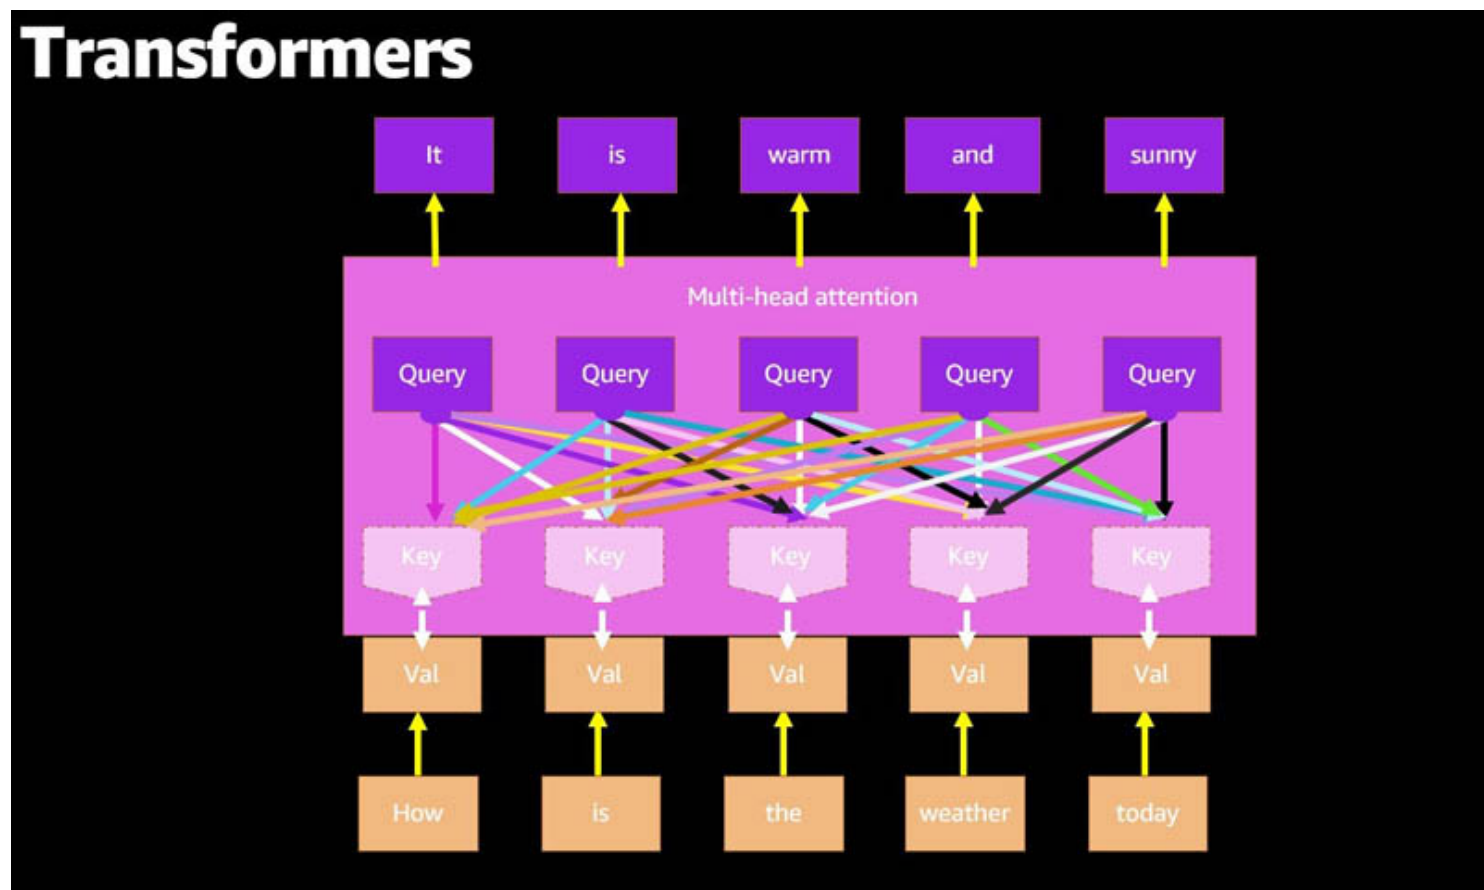 Transformers
It is warm and sunny
Multi-head attention
Query Query Query Query Query
Key Key Key Key Key
Val Val Val Val Val
How is the weather today